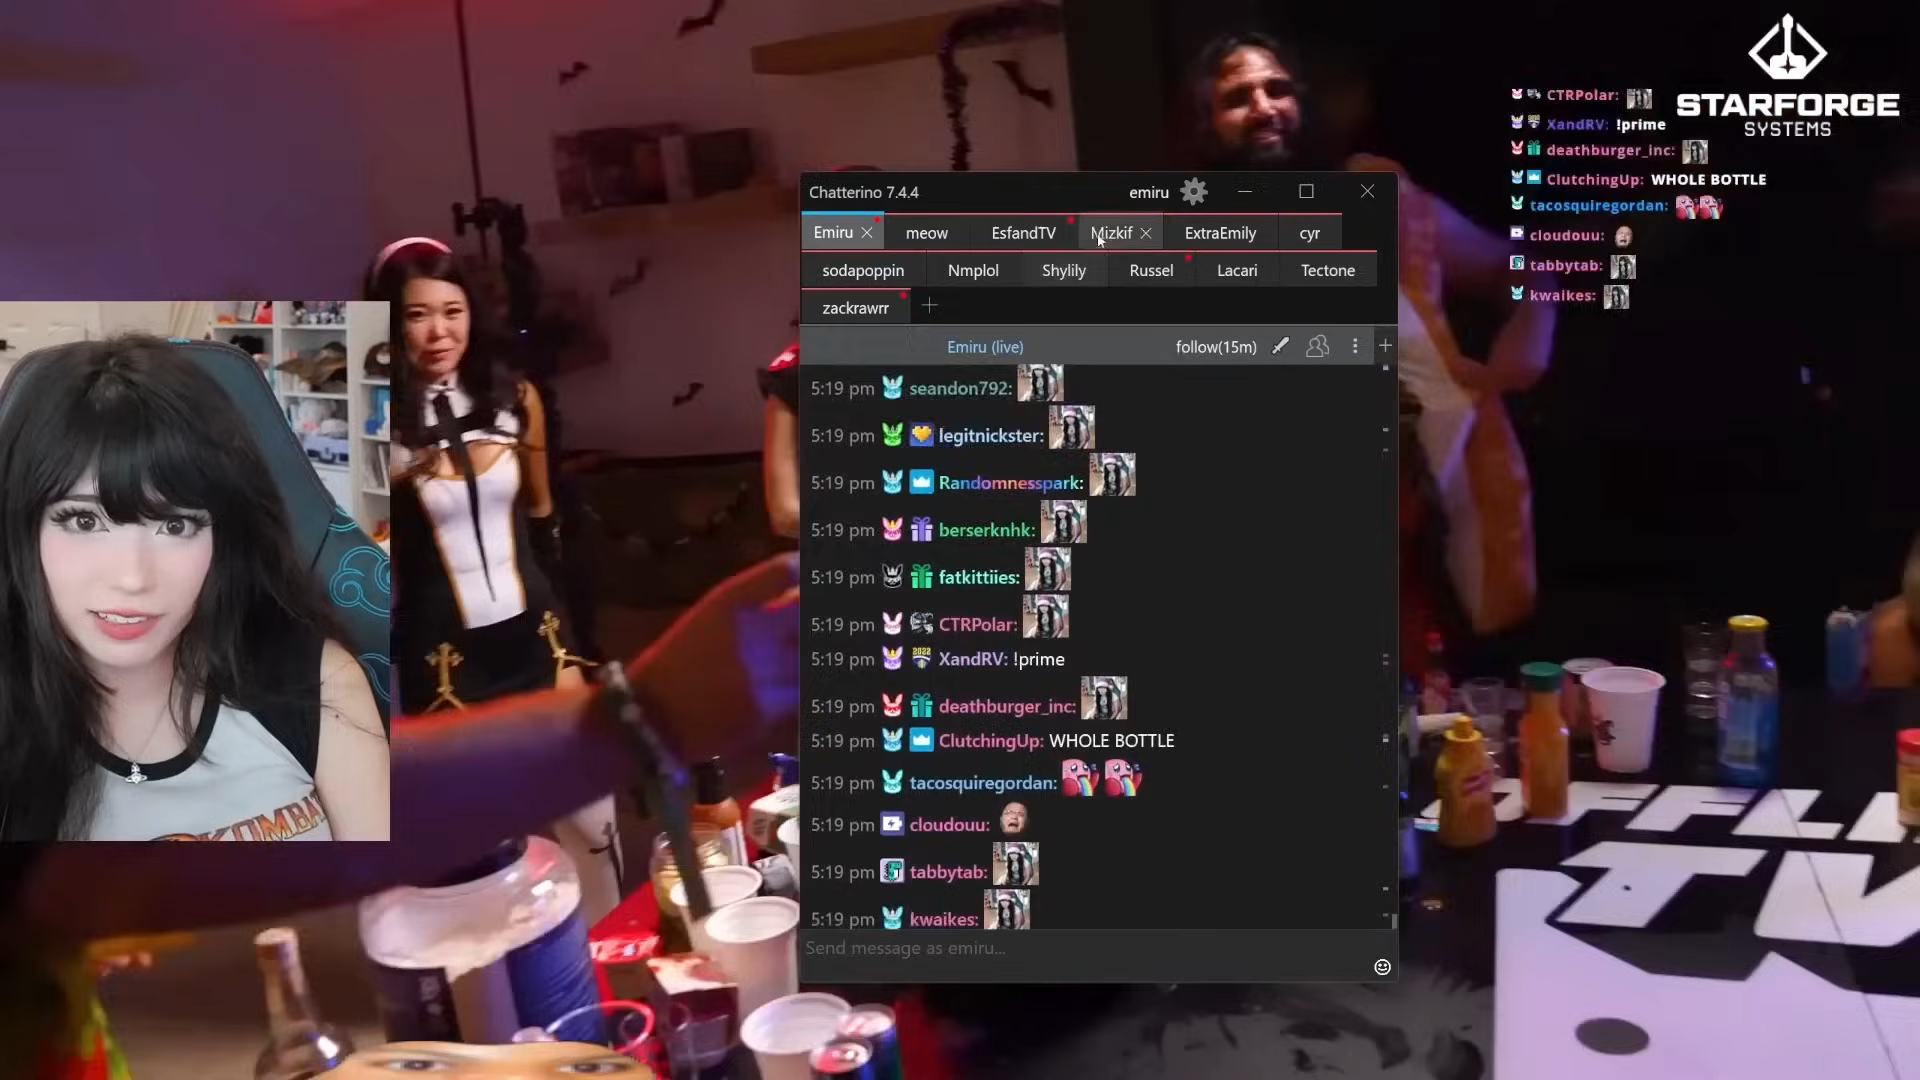 STARFORGE
SYSTEMS
CTRPolar:
XandRV: !prime
deathburger_inc:
ClutchingUp: WHOLE BOTTLE
tacosquiregordan:
cloudouu:
tabbytab:
kwaikes:
Chatterino 7.4.4
emiru
Emiru
meow
EsfandTV
Mizkif
ExtraEmily
cyr
sodapoppin
Nmplol
Shylily
Russel
Lacari
Tectone
zackrawrr
Emiru (live)
follow(15m)
5:19 pm seandon792:
5:19 pm legitnickster:
5:19 pm Randomnesspark:
5:19 pm berserknhk:
5:19 pm fatkittiies:
5:19 pm CTRPolar:
5:19 pm 2022 XandRV: !prime
5:19 pm deathburger_inc:
5:19 pm ClutchingUp: WHOLE BOTTLE
5:19 pm tacosquiregordan:
5:19 pm cloudouu:
5:19 pm tabbytab:
5:19 pm kwaikes:
Send message as emiru...
KOMBAT
OFFLI
TV